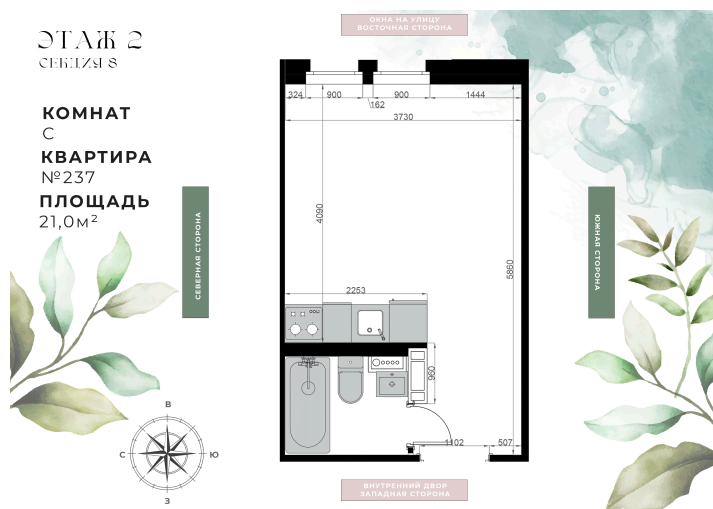 ЭТАЖ 2
СЕКЦИЯ 8
КОМНАТ
С
КВАРТИРА
№237
ПЛОЩАДЬ
21,0м²
ОКНА НА УЛИЦУ
ВОСТОЧНАЯ СТОРОНА
324
900
162
900
1444
3730
4090
5860
2253
960
1102
507
СЕВЕРНАЯ СТОРОНА
ЮЖНАЯ СТОРОНА
В
С
Ю
З
ВНУТРЕННИЙ ДВОР
ЗАПАДНАЯ СТОРОНА